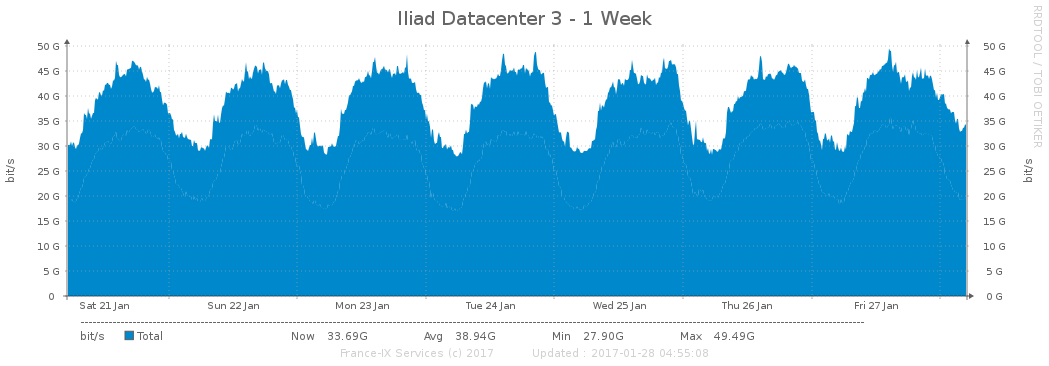 Iliad Datacenter 3 - 1 Week
RRDTOOL / TOBI OETIKER
bit/s
50 G
45 G
40 G
35 G
30 G
25 G
20 G
15 G
10 G
5 G
0
50 G
45 G
40 G
35 G
30 G
25 G
20 G
15 G
10 G
5 G
0 G
bit/s
Sat 21 Jan Sun 22 Jan Mon 23 Jan Tue 24 Jan Wed 25 Jan Thu 26 Jan Fri 27 Jan
bit/s Total Now 33.69G Avg 38.94G Min 27.90G Max 49.49G
France-IX Services (c) 2017 Updated : 2017-01-28 04:55:08